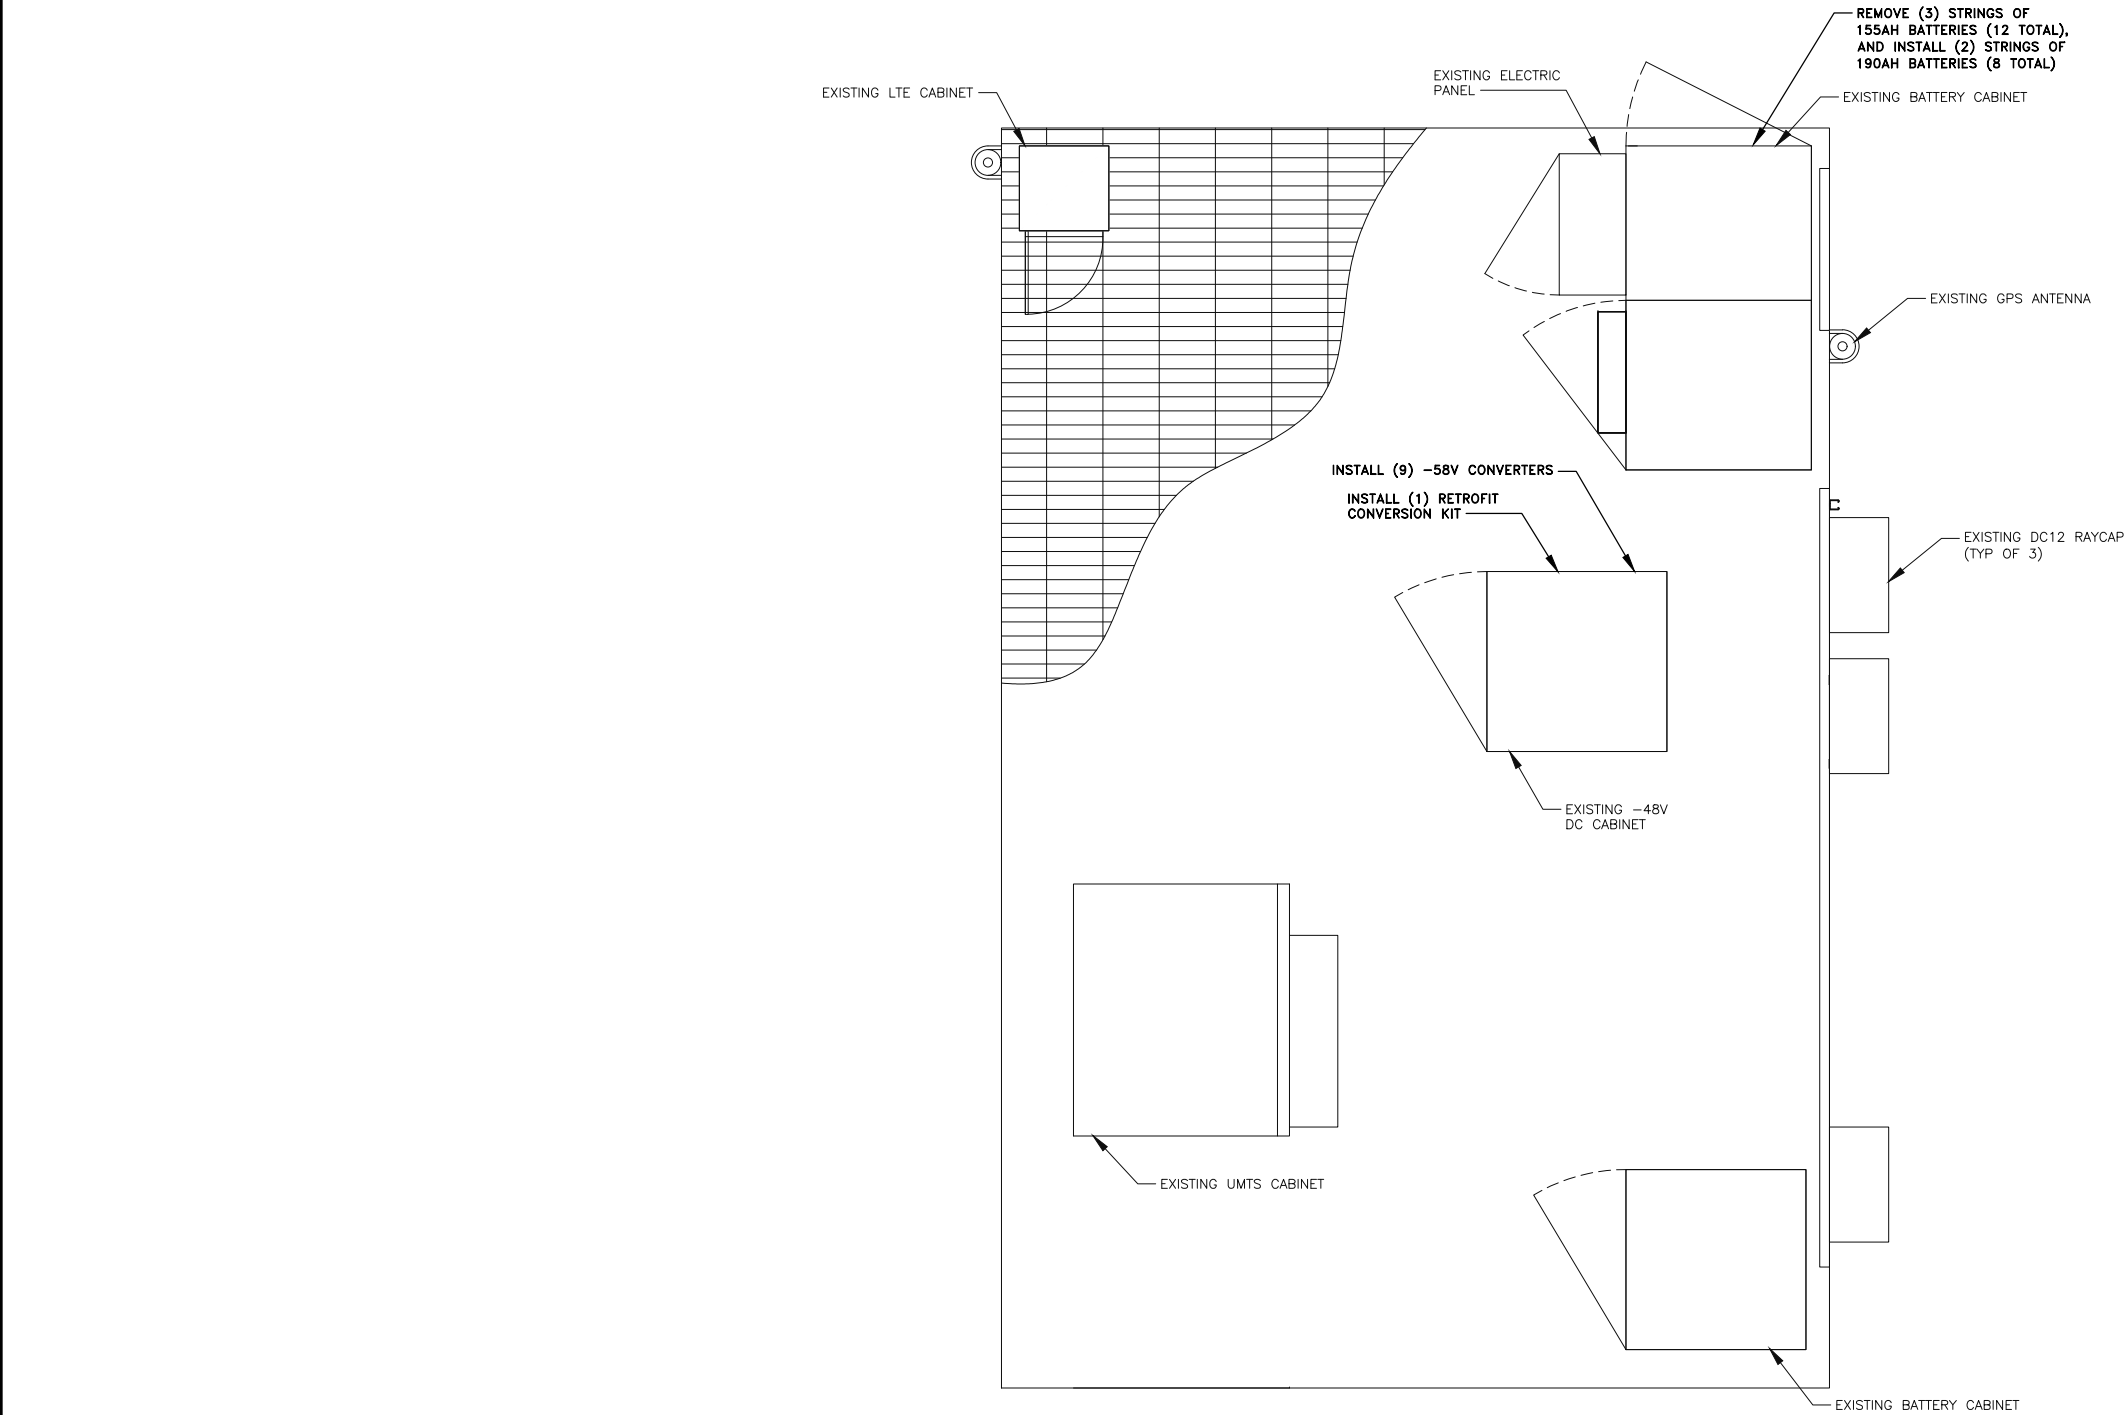 REMOVE (3) STRINGS OF
155AH BATTERIES (12 TOTAL),
AND INSTALL (2) STRINGS OF
190AH BATTERIES (8 TOTAL)
EXISTING ELECTRIC
PANEL
EXISTING LTE CABINET
EXISTING BATTERY CABINET
EXISTING GPS ANTENNA
INSTALL (9) -58V CONVERTERS
INSTALL (1) RETROFIT
CONVERSION KIT
EXISTING DC12 RAYCAP
(TYP OF 3)
EXISTING -48V
DC CABINET
EXISTING UMTS CABINET
EXISTING BATTERY CABINET